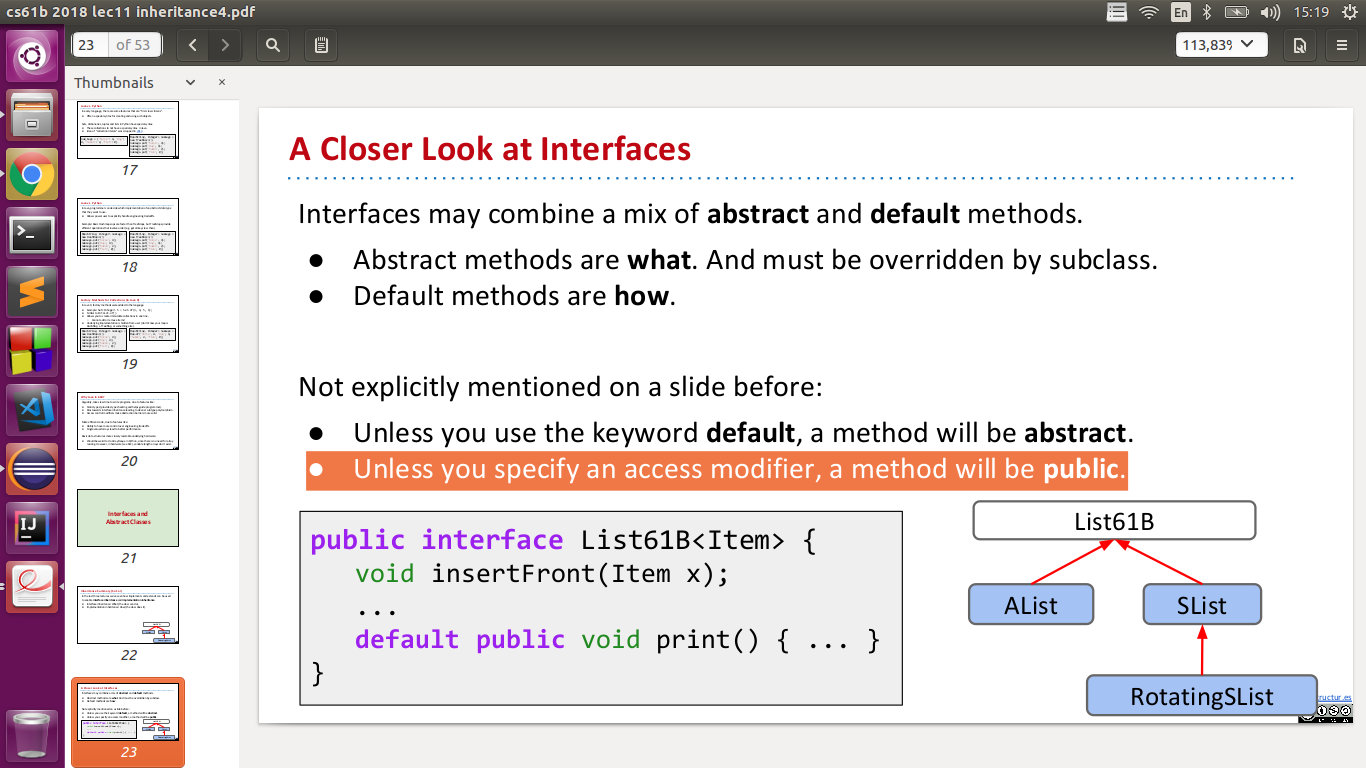 cs61b 2018 lec11 inheritance4.pdf
En
15:19
23 of 53
113,83%
Thumbnails
17
18
19
20
Interfaces and
Abstract Classes
21
22
23
A Closer Look at Interfaces
Interfaces may combine a mix of abstract and default methods.
● Abstract methods are what. And must be overridden by subclass.
● Default methods are how.
Not explicitly mentioned on a slide before:
● Unless you use the keyword default, a method will be abstract.
● Unless you specify an access modifier, a method will be public.
public interface List61B<Item> {
void insertFront(Item x);
...
default public void print() { ... }
}
List61B
AList
SList
RotatingSList